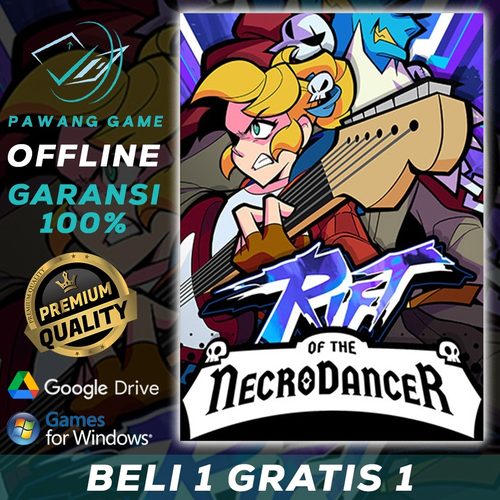 PAWANG GAME
OFFLINE
GARANSI
100%
PREMIUM
QUALITY
Google Drive
Games
for Windows®
RIFT
OF THE
NECRODANCER
BELI 1 GRATIS 1